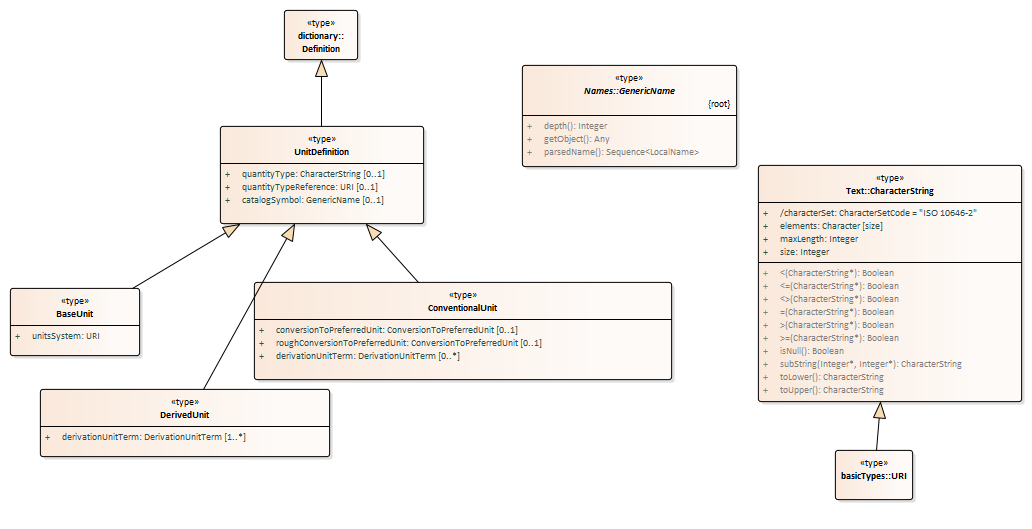 «type»
dictionary::
Definition
«type»
UnitDefinition
+ quantityType: CharacterString [0..1]
+ quantityTypeReference: URI [0..1]
+ catalogSymbol: GenericName [0..1]
«type»
Names::GenericName
{root}
+ depth(): Integer
+ getObject(): Any
+ parsedName(): Sequence<LocalName>
«type»
Text::CharacterString
+ /characterSet: CharacterSetCode = "ISO 10646-2"
+ elements: Character [size]
+ maxLength: Integer
+ size: Integer
+ <(CharacterString*): Boolean
+ <=(CharacterString*): Boolean
+ <>(CharacterString*): Boolean
+ =(CharacterString*): Boolean
+ >(CharacterString*): Boolean
+ >=(CharacterString*): Boolean
+ isNull(): Boolean
+ subString(Integer*, Integer*): CharacterString
+ toLower(): CharacterString
+ toUpper(): CharacterString
«type»
BaseUnit
+ unitsSystem: URI
«type»
ConventionalUnit
+ conversionToPreferredUnit: ConversionToPreferredUnit [0..1]
+ roughConversionToPreferredUnit: ConversionToPreferredUnit [0..1]
+ derivationUnitTerm: DerivationUnitTerm [0..*]
«type»
DerivedUnit
+ derivationUnitTerm: DerivationUnitTerm [1..*]
«type»
basicTypes::URI